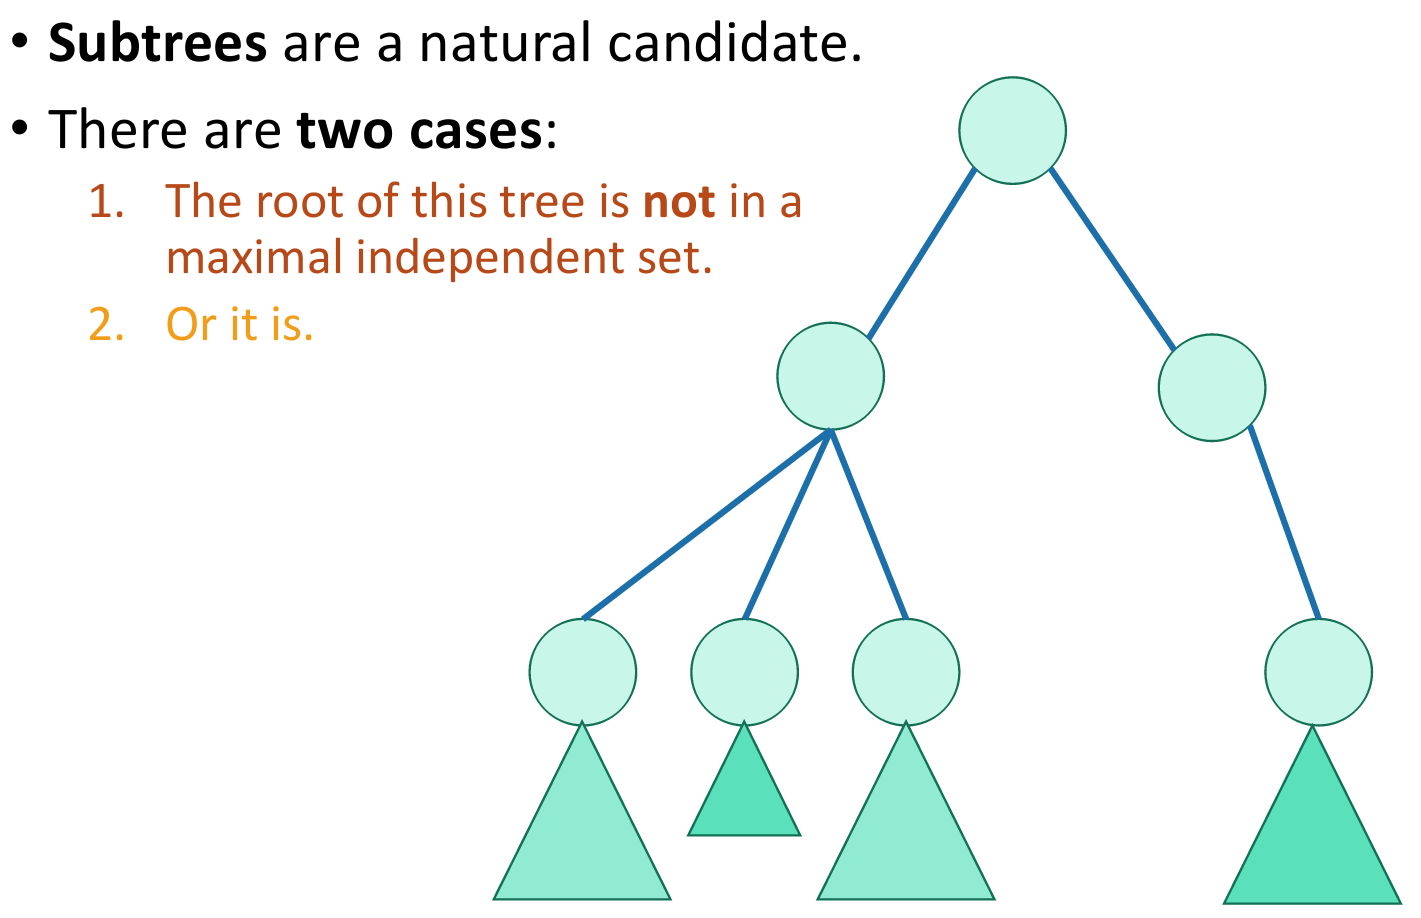 • Subtrees are a natural candidate.
• There are two cases:
1. The root of this tree is not in a
maximal independent set.
2. Or it is.